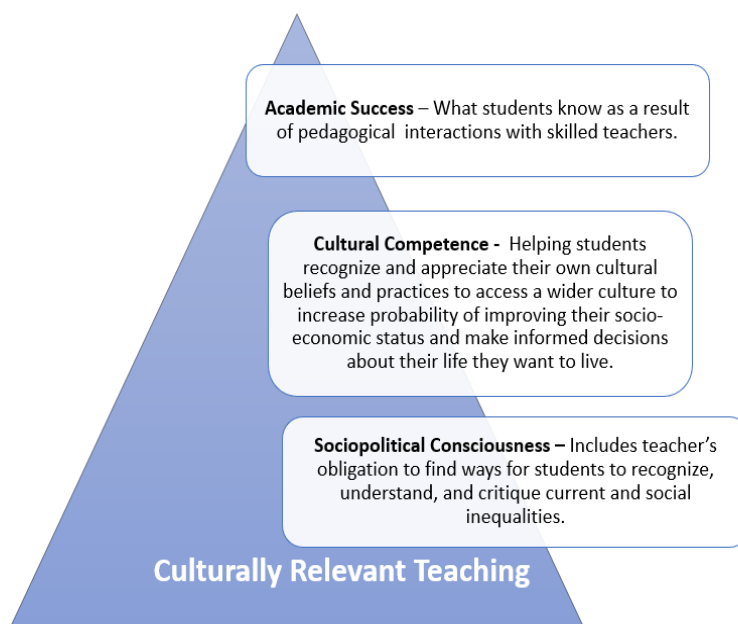 Academic Success – What students know as a result
of pedagogical interactions with skilled teachers.
Cultural Competence - Helping students
recognize and appreciate their own cultural
beliefs and practices to access a wider culture to
increase probability of improving their socio-
economic status and make informed decisions
about their life they want to live.
Sociopolitical Consciousness – Includes teacher’s
obligation to find ways for students to recognize,
understand, and critique current and social
inequalities.
Culturally Relevant Teaching